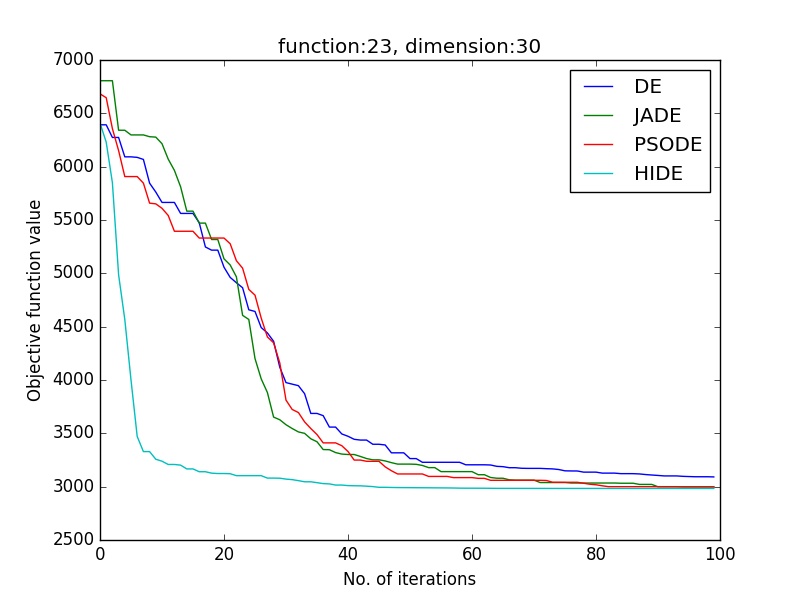 function:23, dimension:30
7000
6500
6000
5500
5000
4500
4000
3500
3000
2500
Objective function value
DE
JADE
PSODE
HIDE
0
20
40
60
80
100
No. of iterations